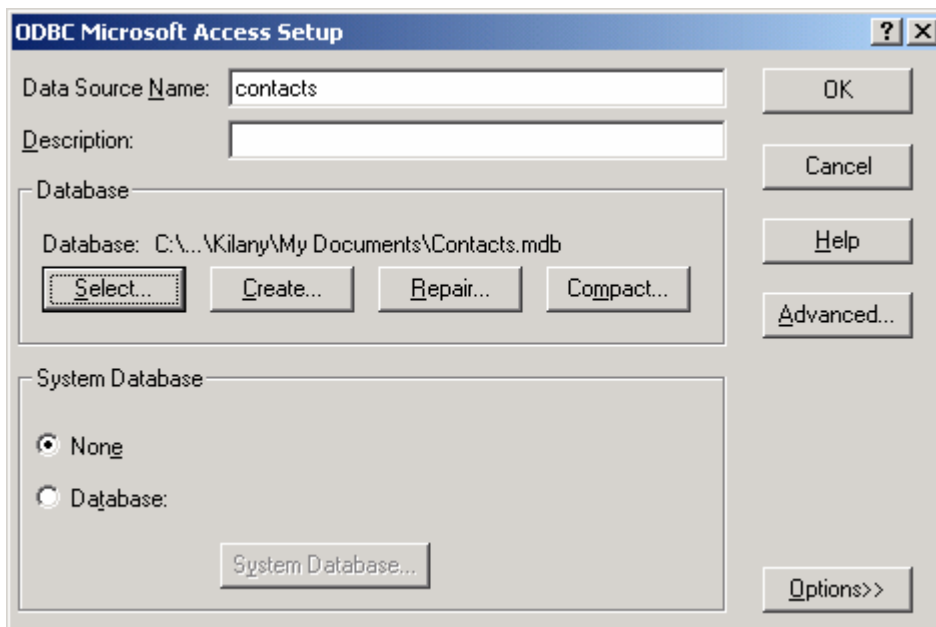 ODBC Microsoft Access Setup
Data Source Name: contacts
OK
Description:
Cancel
Database
Database: C:\...\Kilany\My Documents\Contacts.mdb
Help
Select... Create... Repair... Compact...
Advanced...
System Database
None
Database:
System Database...
Options>>